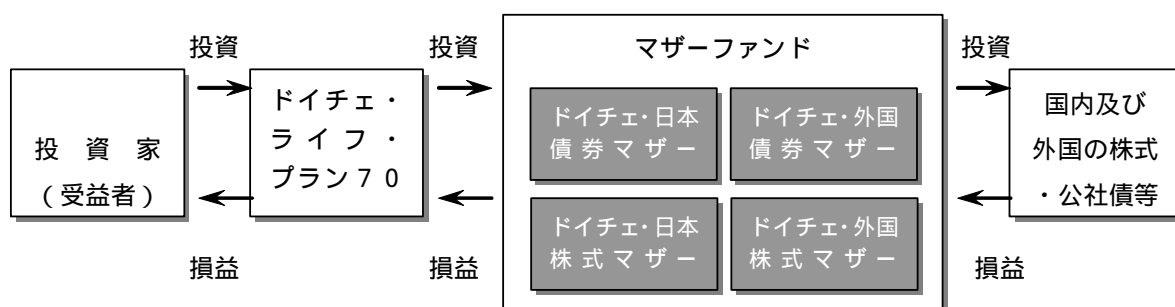 投資
投資
マザーファンド
投資
投 資 家
（受益者）
ドイチェ・
ライフ・
プラン７０
ドイチェ・日本
債券マザー
ドイチェ・外国
債券マザー
ドイチェ・日本
株式マザー
ドイチェ・外国
株式マザー
国内及び
外国の株式
・公社債等
損益
損益
損益